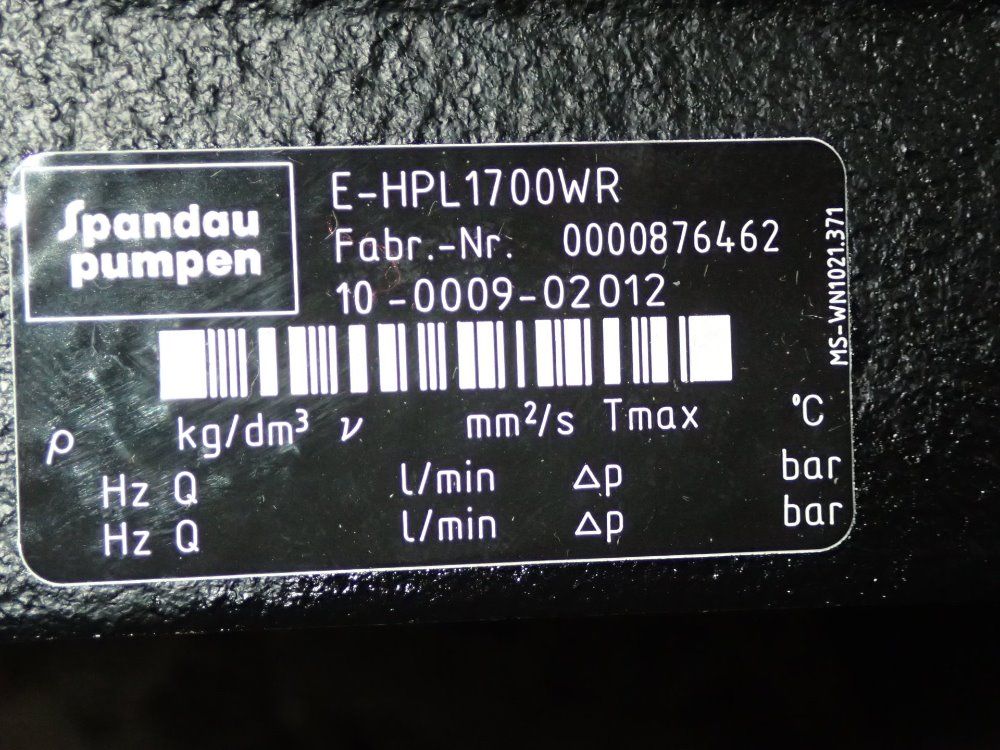 Spandau
pumpen
E-HPL1700WR
Fabr.-Nr. 0000876462
10-0009-02012
ρ kg/dm³ ν mm²/s Tmax °C
Hz Q l/min Δp bar
Hz Q l/min Δp bar
MS-WN1021.371